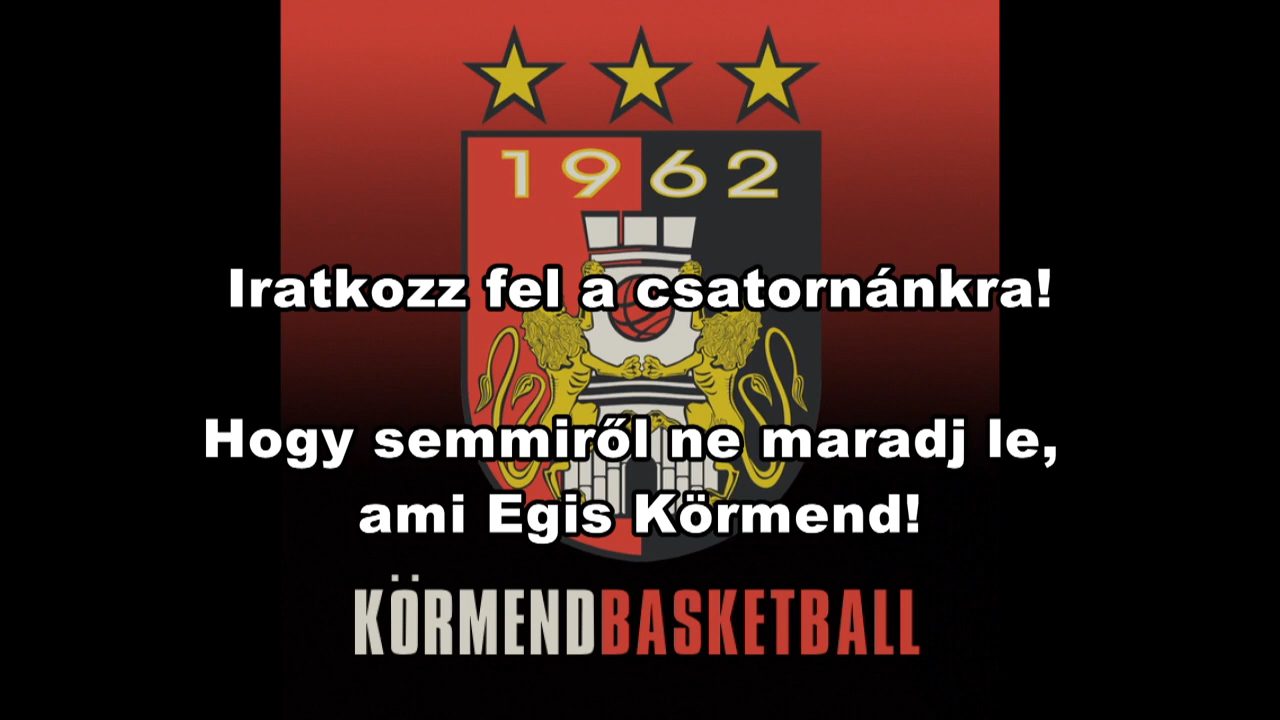 1962
Iratkozz fel a csatornánkra!
Hogy semmiről ne maradj le,
ami Egis Körmend!
KÖRMENDBASKETBALL